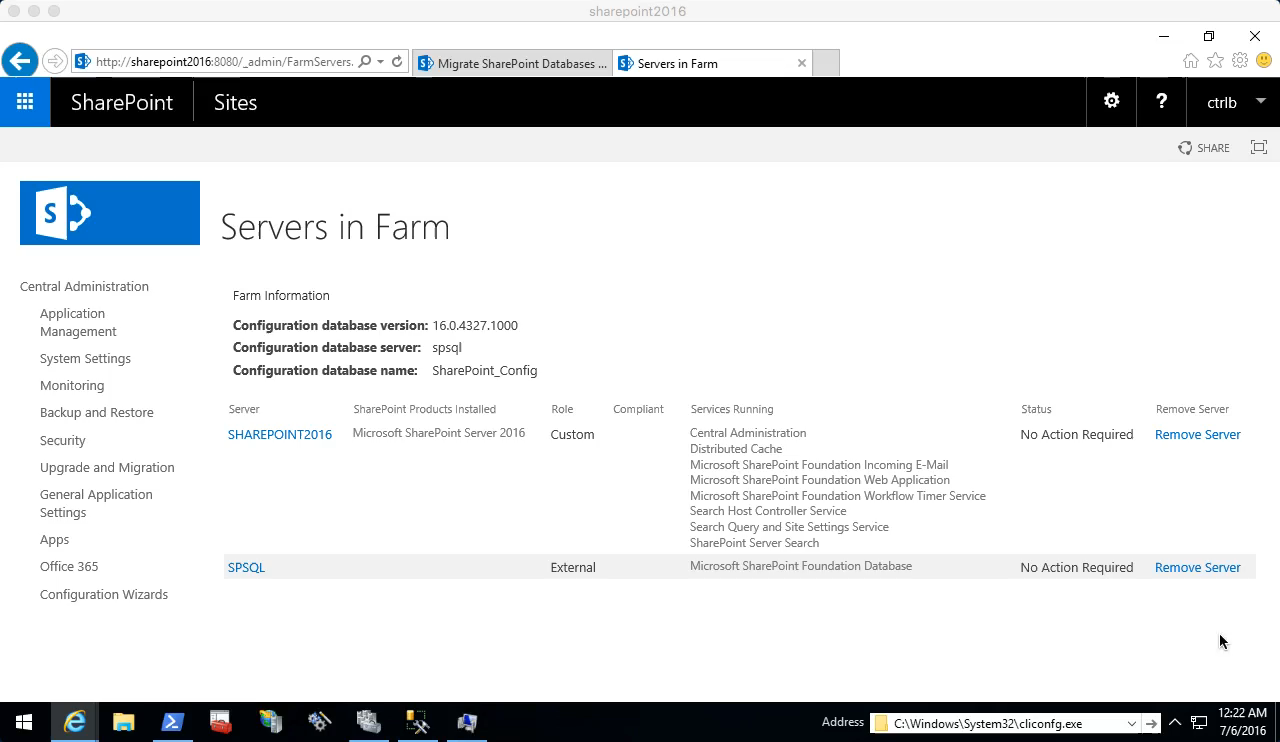 sharepoint2016
http://sharepoint2016:8080/_admin/FarmServers.
Migrate SharePoint Databases ...
Servers in Farm
SharePoint
Sites
?
ctrlb
SHARE
S
Servers in Farm
Central Administration
Application
Management
System Settings
Monitoring
Backup and Restore
Security
Upgrade and Migration
General Application
Settings
Apps
Office 365
Configuration Wizards
Farm Information
Configuration database version: 16.0.4327.1000
Configuration database server: spsql
Configuration database name: SharePoint_Config
Server SharePoint Products Installed Role Compliant Services Running Status Remove Server
SHAREPOINT2016 Microsoft SharePoint Server 2016 Custom Central Administration No Action Required Remove Server
Distributed Cache
Microsoft SharePoint Foundation Incoming E-Mail
Microsoft SharePoint Foundation Web Application
Microsoft SharePoint Foundation Workflow Timer Service
Search Host Controller Service
Search Query and Site Settings Service
SharePoint Server Search
SPSQL External Microsoft SharePoint Foundation Database No Action Required Remove Server
Address C:\Windows\System32\cliconfg.exe
12:22 AM
7/6/2016